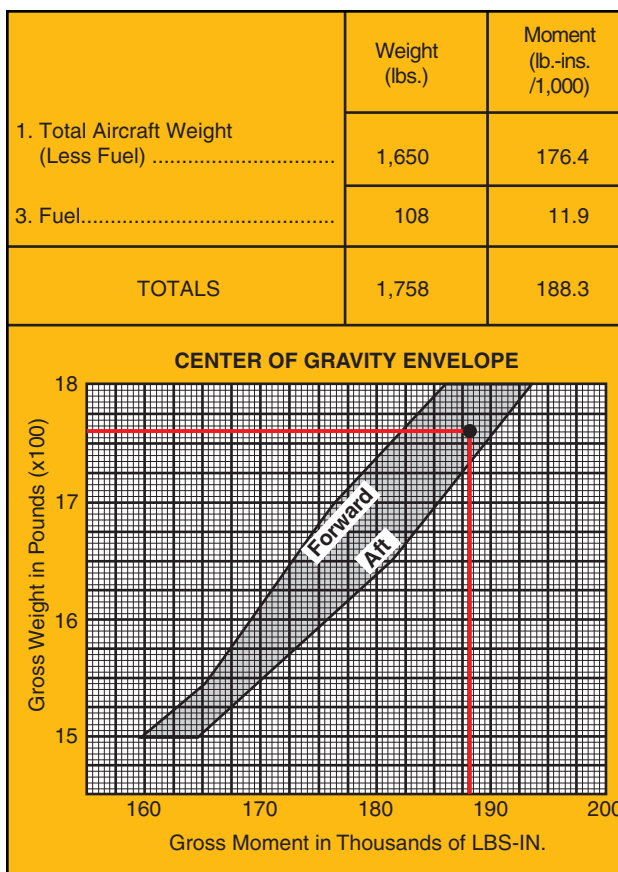 Weight
(lbs.)
Moment
(lb.-ins.
/1,000)
1. Total Aircraft Weight
(Less Fuel) ................................ 1,650 176.4
3. Fuel............................................ 108 11.9
TOTALS 1,758 188.3
CENTER OF GRAVITY ENVELOPE
Gross Weight in Pounds (x100)
18
17
16
15
Forward
Aft
160 170 180 190 200
Gross Moment in Thousands of LBS-IN.